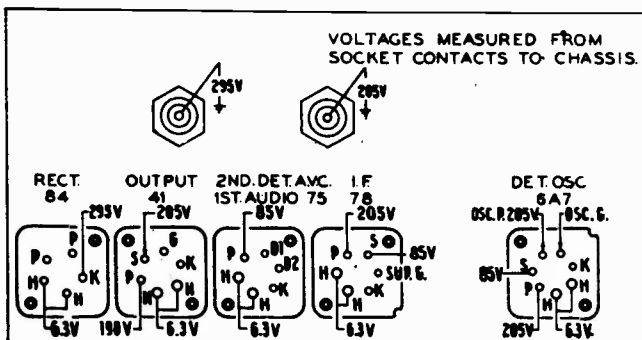 VOLTAGES MEASURED FROM
SOCKET CONTACTS TO CHASSIS.
295V
205V
RECT.
84
OUTPUT
41
2ND. DET. A.V.C.
1ST. AUDIO 75
I.F.
78
DET. OSC
6A7
295V
205V
85V
205V
OSC. P. 205V
OSC. G.
P
P
H
K
H
6.3V
S
G
K
P
H
H
190V
6.3V
P
D1
D2
H
K
H
6.3V
P
S
85V
SUP. G.
H
K
H
6.3V
85V
S
P
K
H
H
205V
6.3V